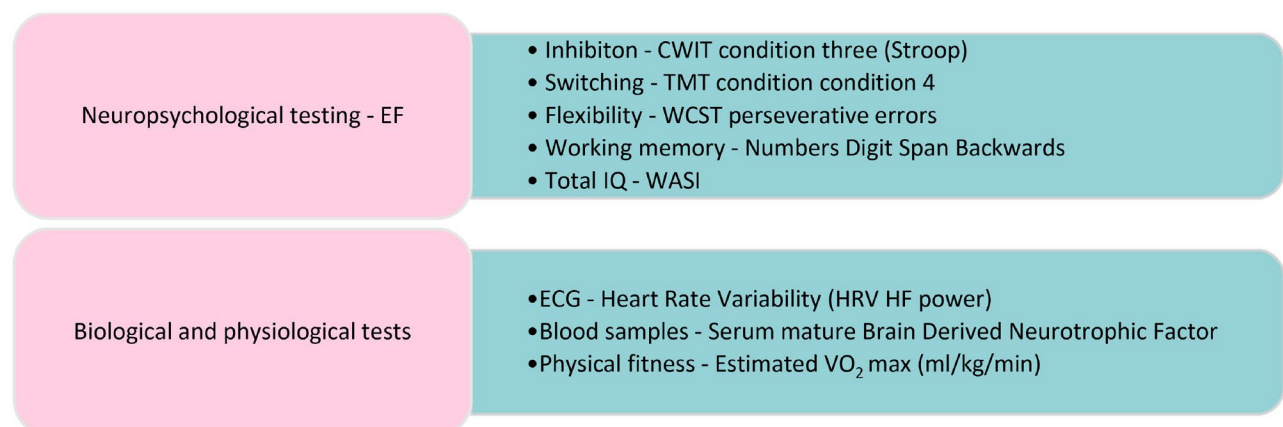 Neuropsychological testing - EF
• Inhibiton - CWIT condition three (Stroop)
• Switching - TMT condition condition 4
• Flexibility - WCST perseverative errors
• Working memory - Numbers Digit Span Backwards
• Total IQ - WASI
Biological and physiological tests
•ECG - Heart Rate Variability (HRV HF power)
•Blood samples - Serum mature Brain Derived Neurotrophic Factor
•Physical fitness - Estimated VO₂ max (ml/kg/min)